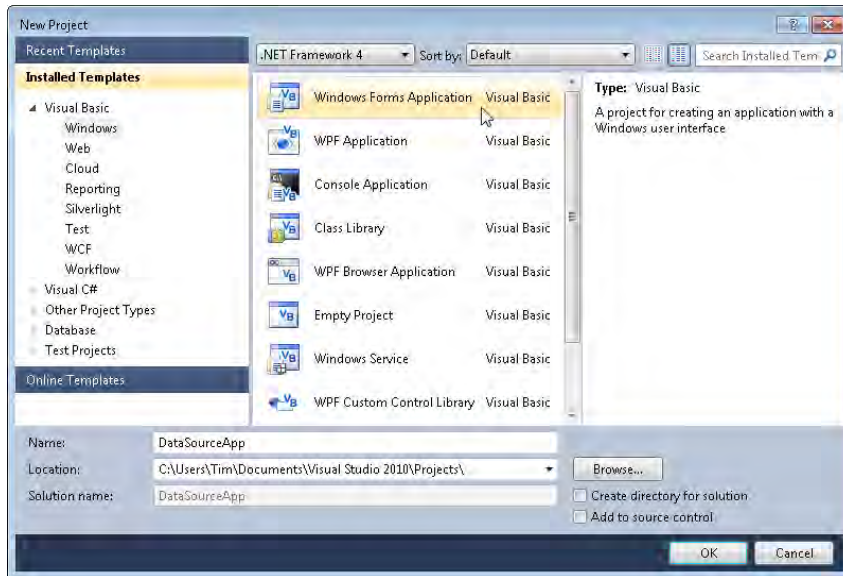 New Project
Recent Templates
.NET Framework 4
Sort by: Default
Search Installed Tem
Installed Templates
Visual Basic
Windows
Web
Cloud
Reporting
Silverlight
Test
WCF
Workflow
Visual C#
Other Project Types
Database
Test Projects
Online Templates
Windows Forms Application Visual Basic
WPF Application Visual Basic
Console Application Visual Basic
Class Library Visual Basic
WPF Browser Application Visual Basic
Empty Project Visual Basic
Windows Service Visual Basic
WPF Custom Control Library Visual Basic
Type: Visual Basic
A project for creating an application with a
Windows user interface
Name: DataSourceApp
Location: C:\Users\Tim\Documents\Visual Studio 2010\Projects\ Browse...
Solution name: DataSourceApp
Create directory for solution
Add to source control
OK Cancel